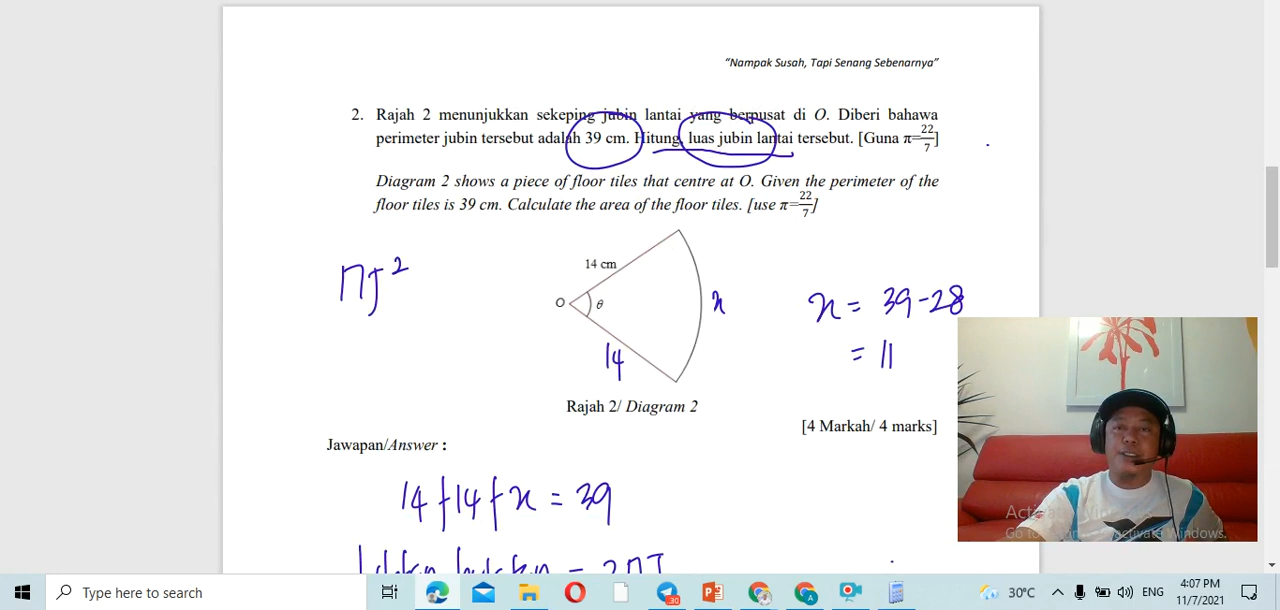 “Nampak Susah, Tapi Senang Sebenarnya”
2. Rajah 2 menunjukkan sekeping jubin lantai yang berpusat di O. Diberi bahawa
perimeter jubin tersebut adalah 39 cm. Hitung luas jubin lantai tersebut. [Guna π=22/7]
Diagram 2 shows a piece of floor tiles that centre at O. Given the perimeter of the
floor tiles is 39 cm. Calculate the area of the floor tiles. [use π=22/7]
14 cm
πj²
O θ
x
x = 39-28
= 11
14
Rajah 2/ Diagram 2
[4 Markah/ 4 marks]
Jawapan/Answer :
14+14+x = 39
= 2πj
Type here to search
30
30°C
ENG
4:07 PM
11/7/2021